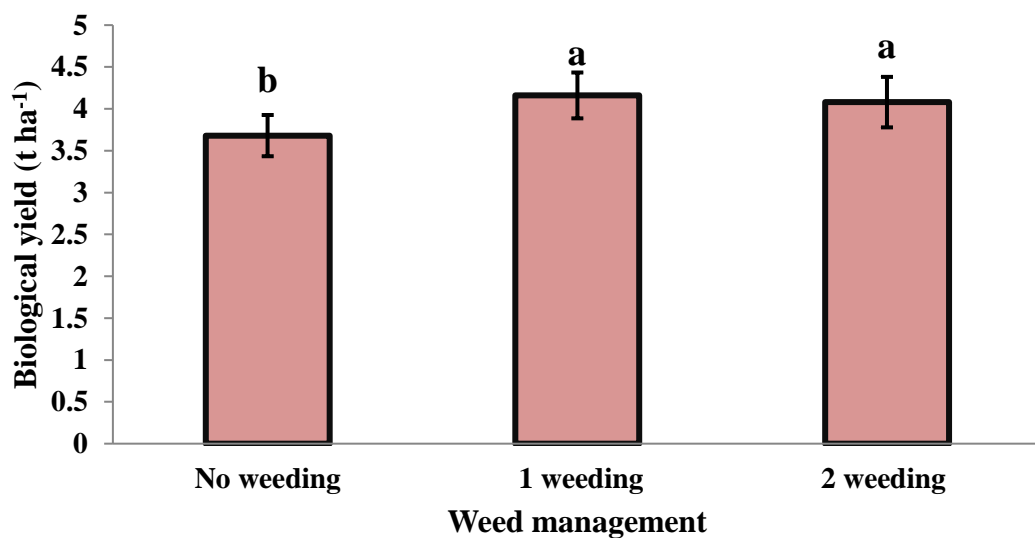 Biological yield (t ha⁻¹)
5
4.5
4
3.5
3
2.5
2
1.5
1
0.5
0
b
a
a
No weeding
1 weeding
2 weeding
Weed management